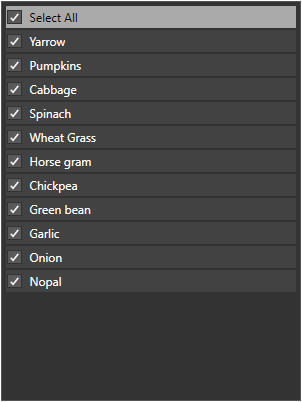 Select All
Yarrow
Pumpkins
Cabbage
Spinach
Wheat Grass
Horse gram
Chickpea
Green bean
Garlic
Onion
Nopal